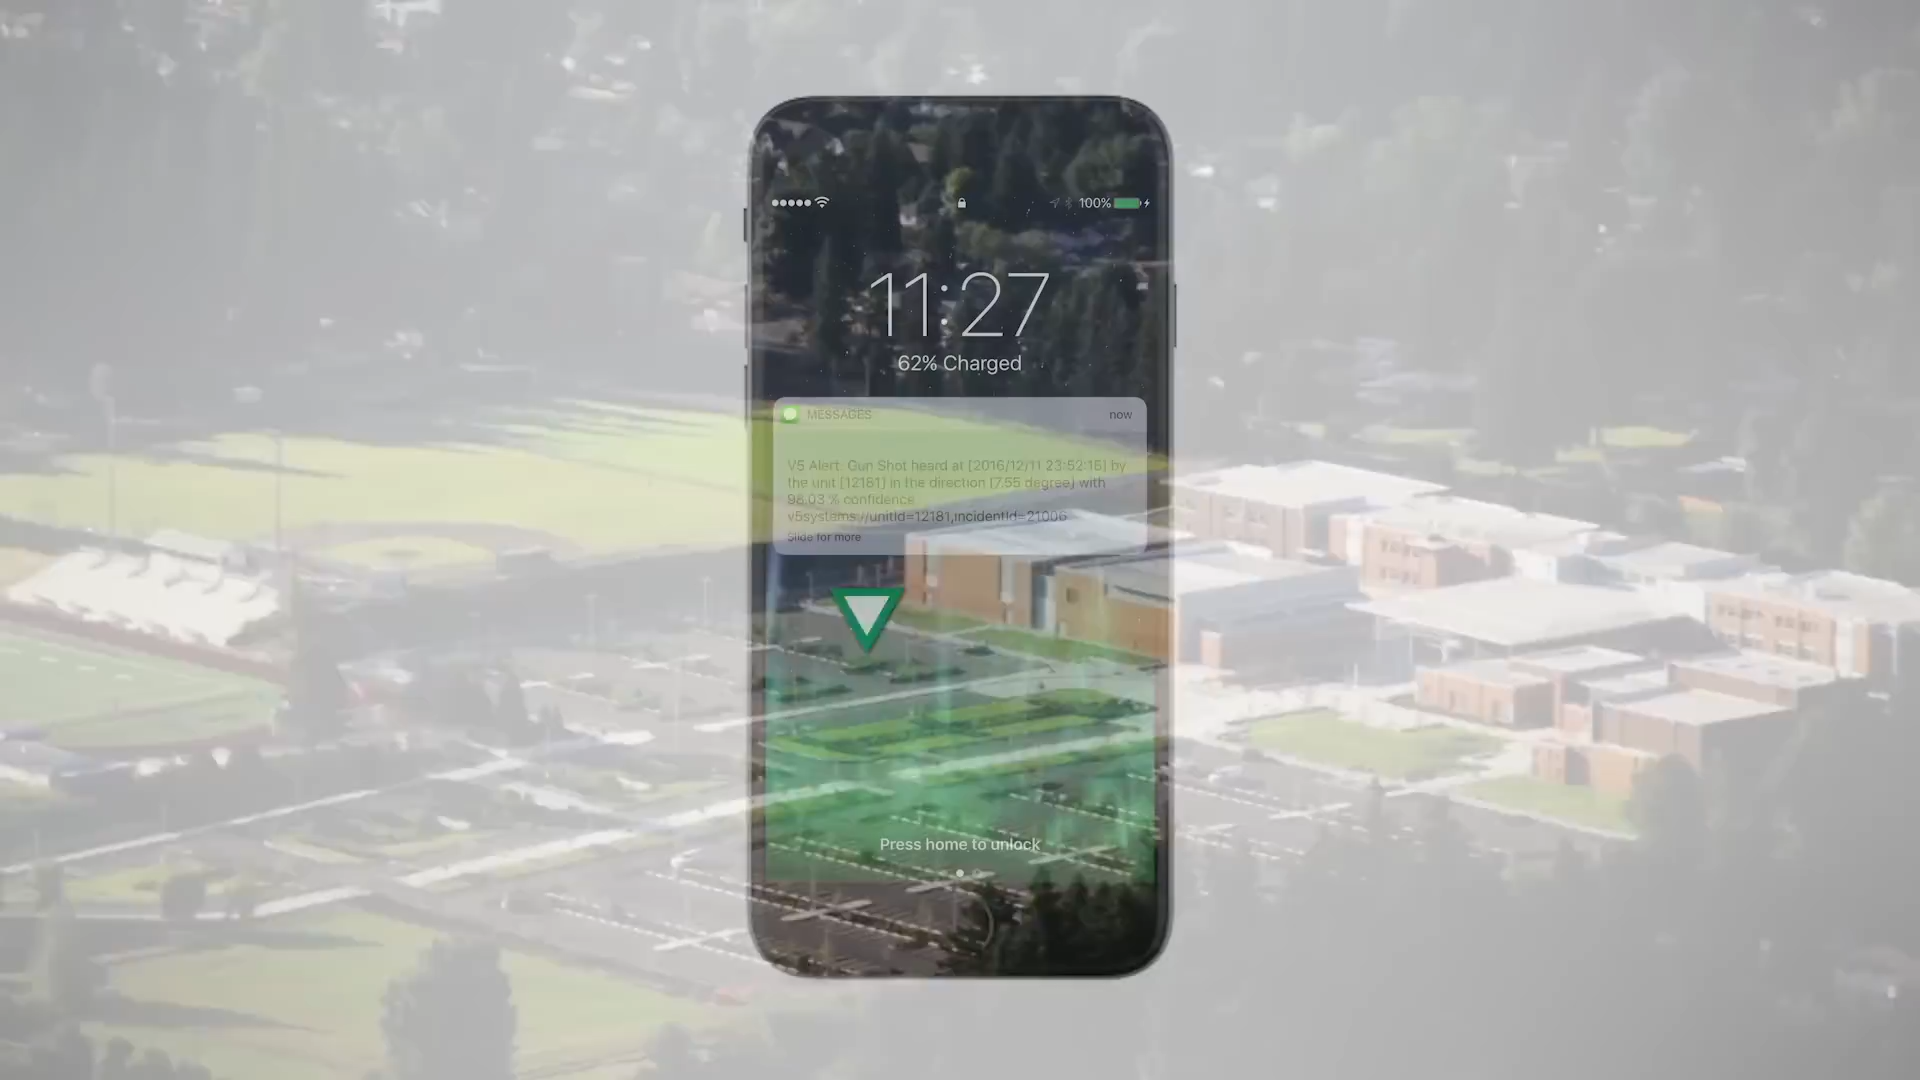 100%
11:27
62% Charged
MESSAGES now
V5 Alert: Gun Shot heard at [2016/12/11 23:52:16] by
the unit [12181] in the direction [7.55 degree] with
98.03 % confidence
v5systems://unitId=12181,incidentId=21006
Slide for more
Press home to unlock